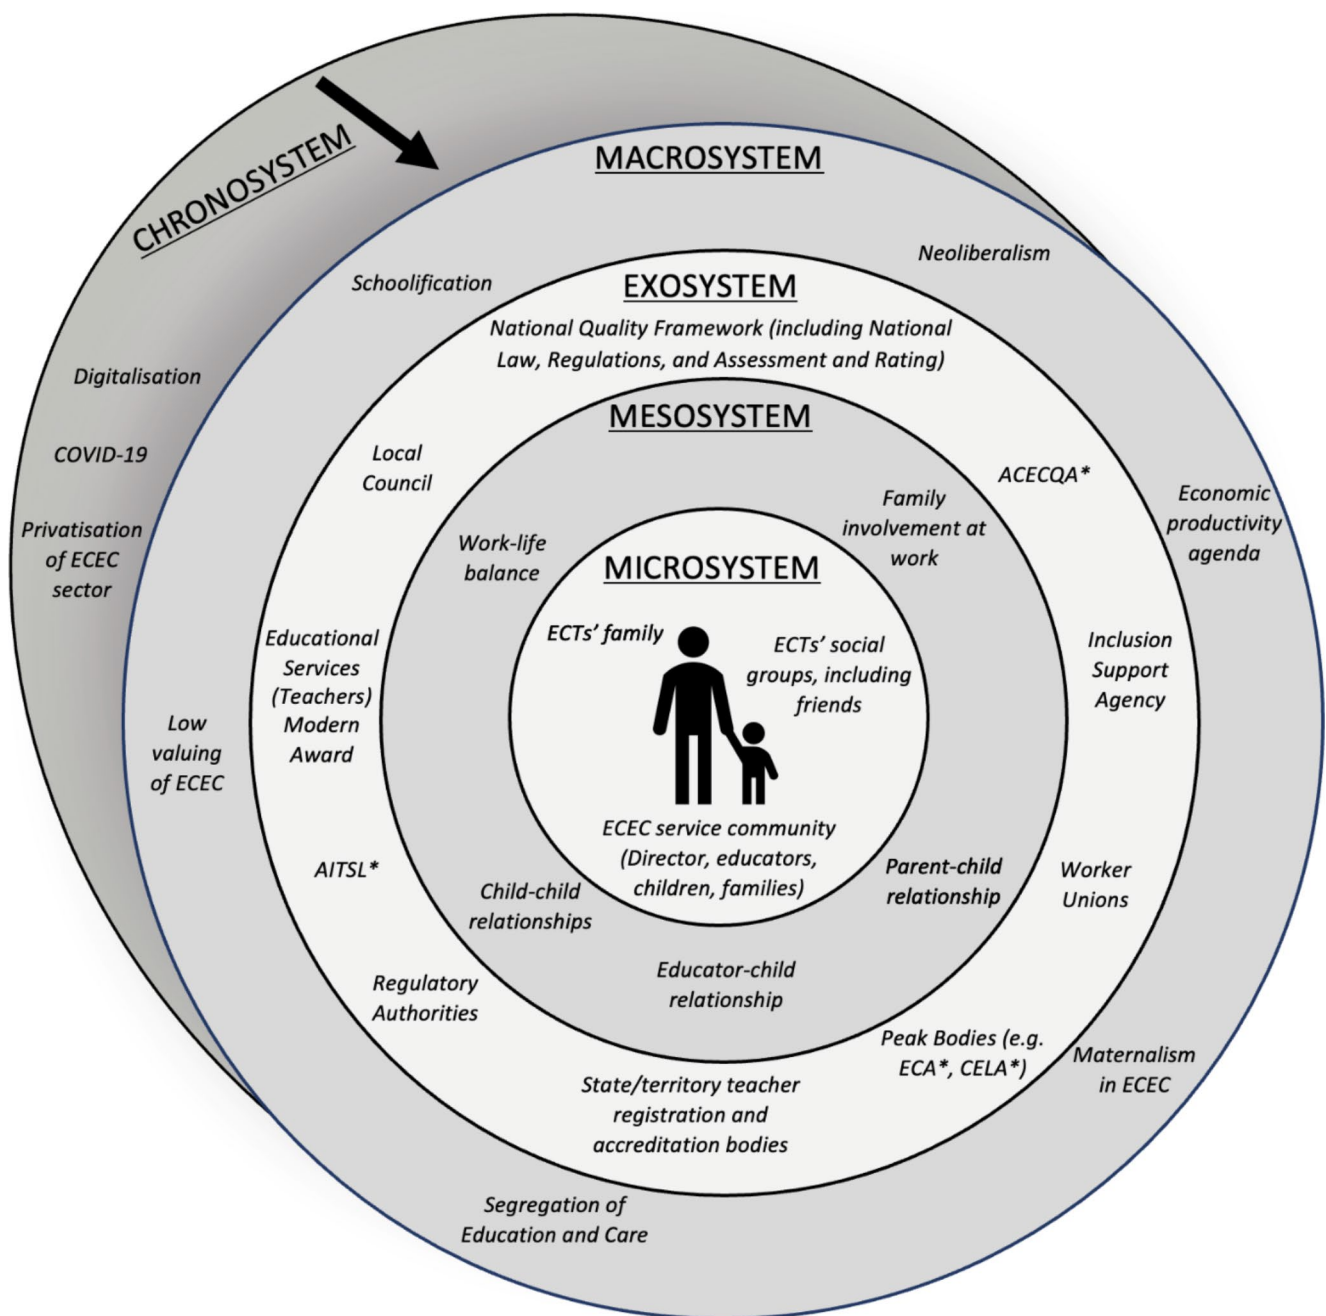 CHRONOSYSTEM
Digitalisation
COVID-19
Privatisation
of ECEC
sector
MACROSYSTEM
Neoliberalism
Schoolification
Economic
productivity
agenda
Low
valuing
of ECEC
Maternalism
in ECEC
Segregation of
Education and Care
EXOSYSTEM
National Quality Framework (including National
Law, Regulations, and Assessment and Rating)
Local
Council
ACECQA*
Educational
Services
(Teachers)
Modern
Award
Inclusion
Support
Agency
AITSL*
Worker
Unions
Regulatory
Authorities
Peak Bodies (e.g.
ECA*, CELA*)
State/territory teacher
registration and
accreditation bodies
MESOSYSTEM
Family
involvement at
work
Work-life
balance
Parent-child
relationship
Child-child
relationships
Educator-child
relationship
MICROSYSTEM
ECTs' family
ECTs' social
groups, including
friends
ECEC service community
(Director, educators,
children, families)